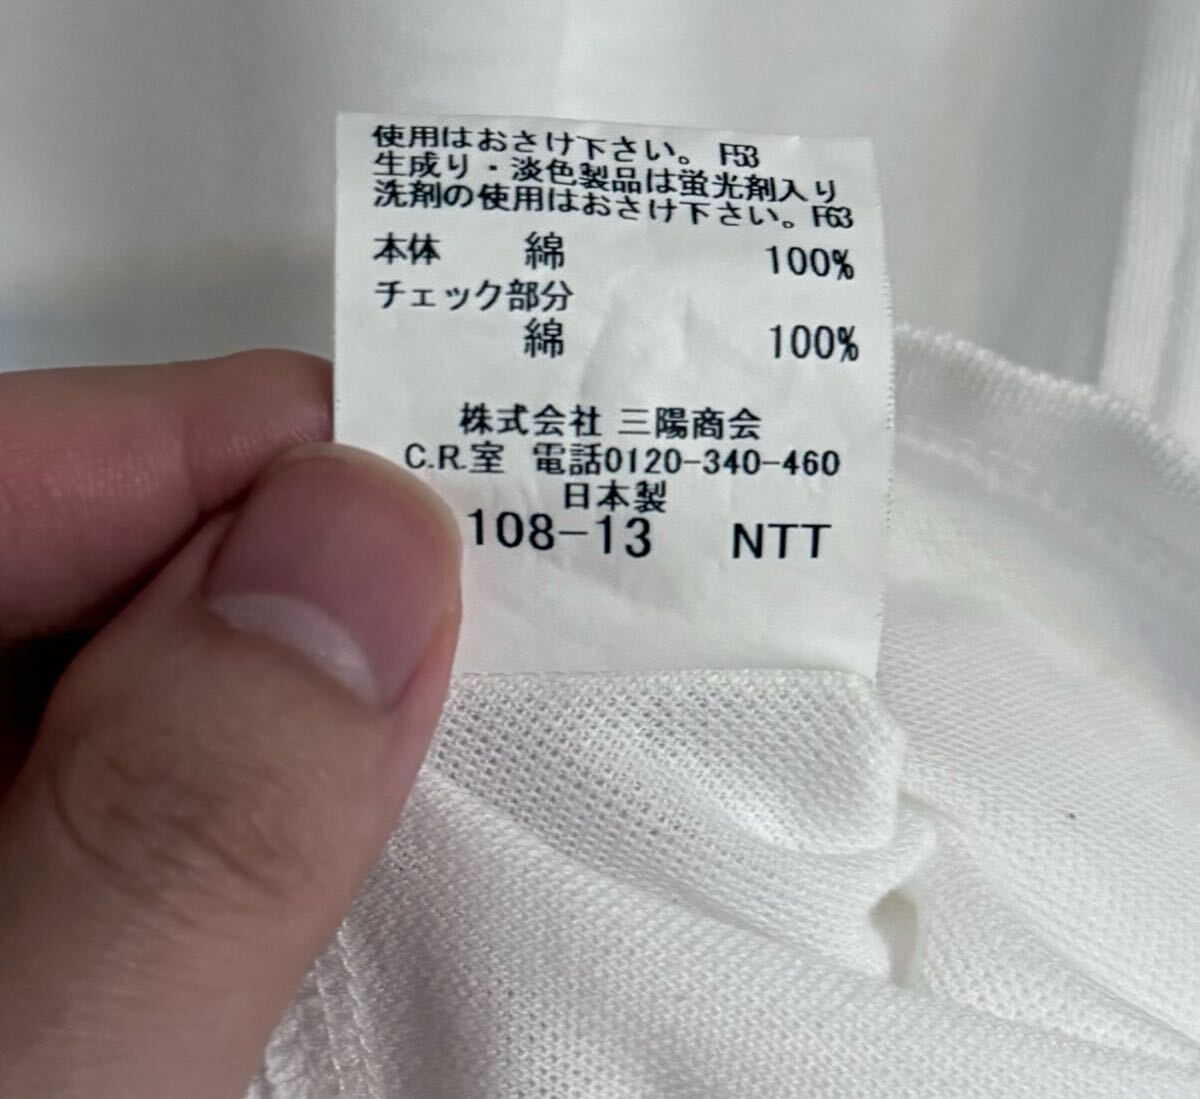 使用はおさけ下さい。F53
生成り・淡色製品は蛍光剤入り
洗剤の使用はおさけ下さい。F63
本体 綿 100%
チェック部分
綿 100%
株式会社 三陽商会
C.R.室 電話0120-340-460
日本製
108-13 NTT